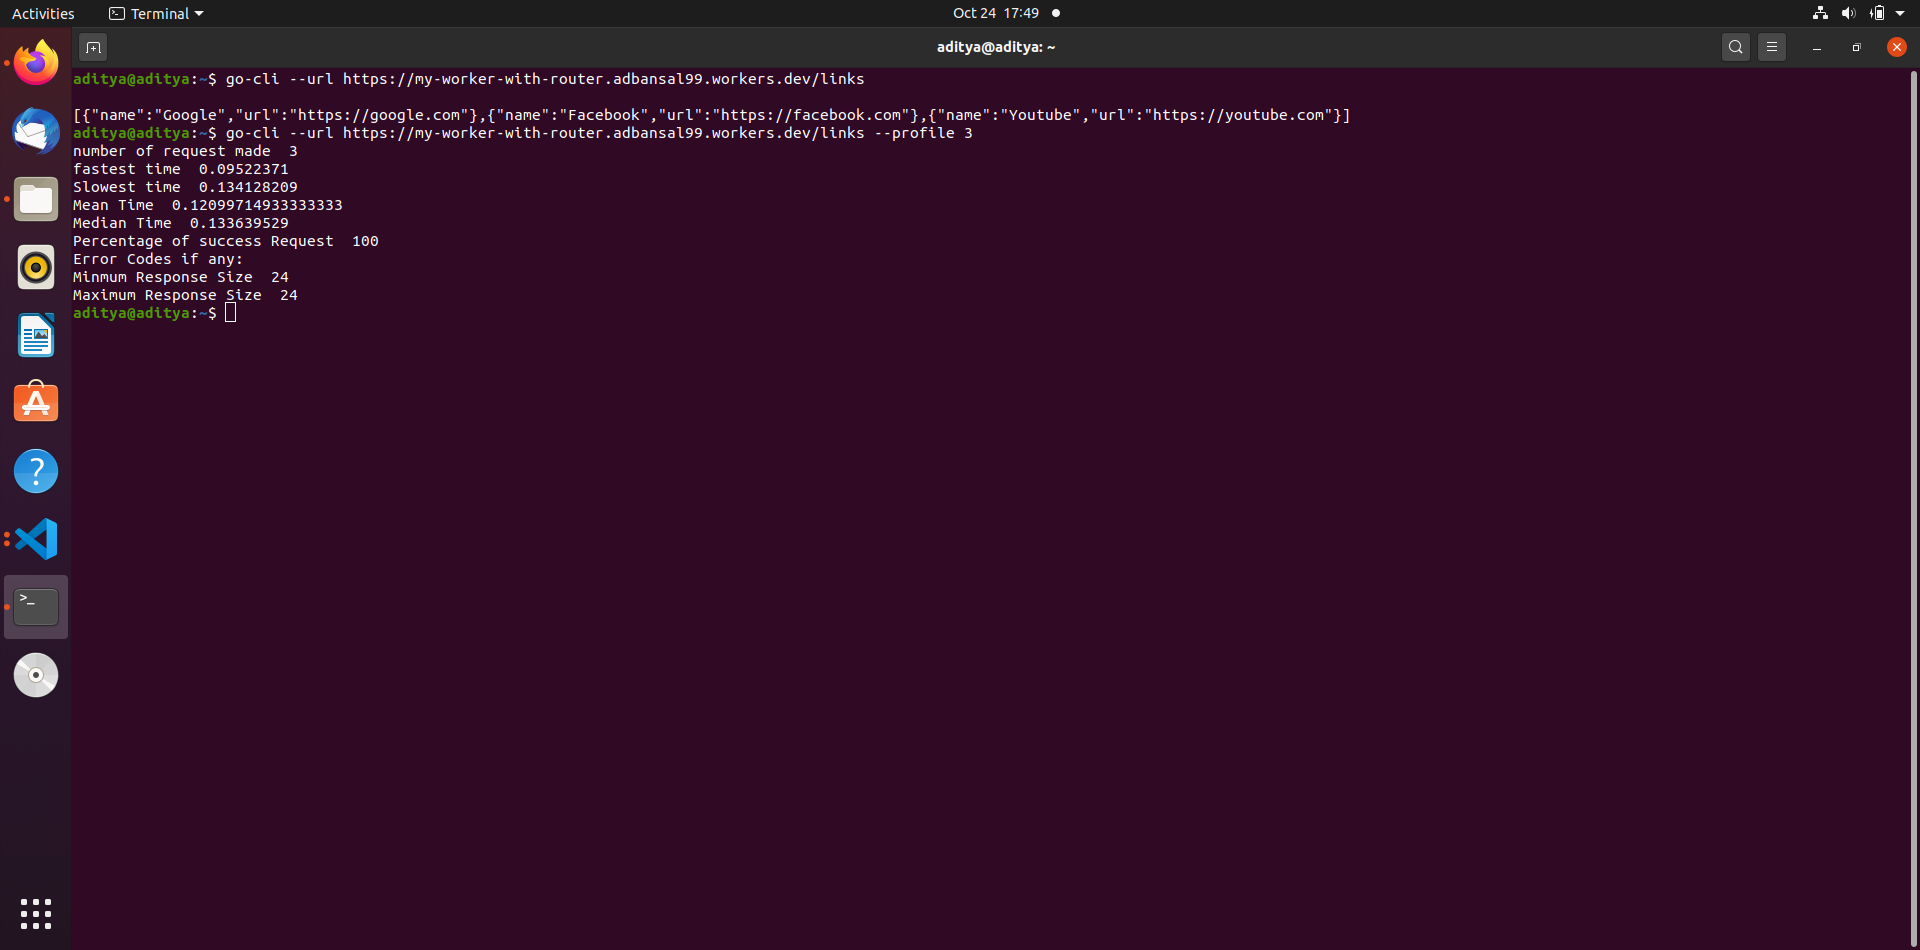 Activities Terminal Oct 24 17:49
aditya@aditya: ~
aditya@aditya:~$ go-cli --url https://my-worker-with-router.adbansal99.workers.dev/links
[{"name":"Google","url":"https://google.com"},{"name":"Facebook","url":"https://facebook.com"},{"name":"Youtube","url":"https://youtube.com"}]
aditya@aditya:~$ go-cli --url https://my-worker-with-router.adbansal99.workers.dev/links --profile 3
number of request made  3
fastest time  0.09522371
Slowest time  0.134128209
Mean Time  0.12099714933333333
Median Time  0.133639529
Percentage of success Request  100
Error Codes if any:
Minmum Response Size  24
Maximum Response Size  24
aditya@aditya:~$